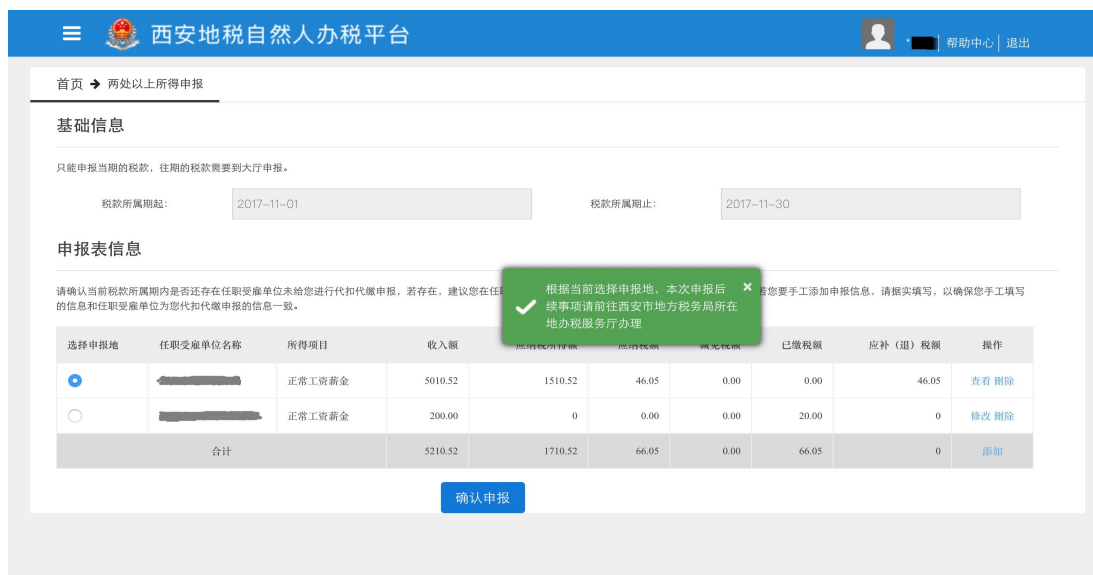 西安地税自然人办税平台
帮助中心 退出
首页 → 两处以上所得申报
基础信息
只能申报当期的税款，往期的税款需要到大厅申报。
税款所属期起： 2017-11-01 税款所属期止： 2017-11-30
申报表信息
请确认当前税款所属期内是否还存在任职受雇单位未给您进行代扣代缴申报，若存在，建议您在任 若您要手工添加申报信息，请据实填写，以确保您手工填写
的信息和任职受雇单位为您代扣代缴申报的信息一致。
根据当前选择申报地，本次申报后
续事项请前往西安市地方税务局所在
地办税服务厅办理
选择申报地 任职受雇单位名称 所得项目 收入额 应纳税所得额 应纳税额 减免税额 已缴税额 应补（退）税额 操作
正常工资薪金 5010.52 1510.52 46.05 0.00 0.00 46.05 查看 删除
正常工资薪金 200.00 0 0.00 0.00 20.00 0 修改 删除
合计 5210.52 1710.52 66.05 0.00 66.05 0 添加
确认申报